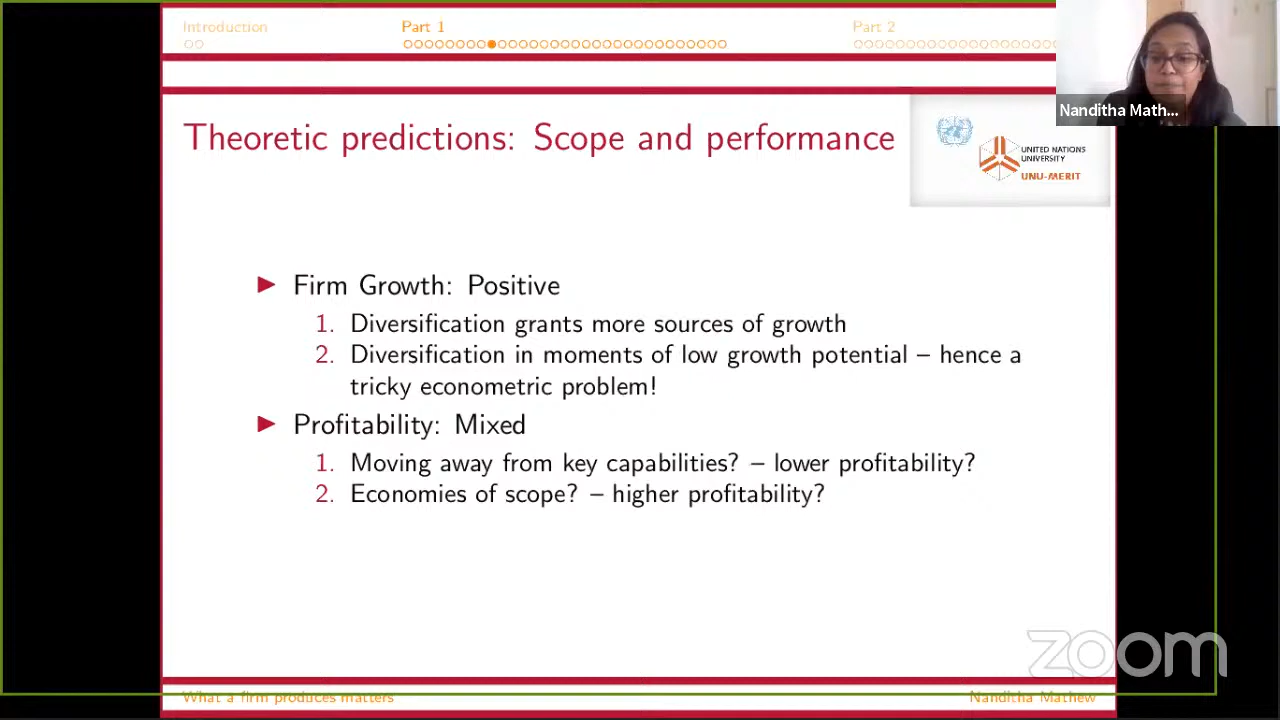 Introduction
Part 1
Part 2
Nanditha Math...
Theoretic predictions: Scope and performance
UNITED NATIONS
UNIVERSITY
UNU-MERIT
Firm Growth: Positive
1. Diversification grants more sources of growth
2. Diversification in moments of low growth potential – hence a
tricky econometric problem!
Profitability: Mixed
1. Moving away from key capabilities? – lower profitability?
2. Economies of scope? – higher profitability?
zoom
What a firm produces matters
Nanditha Mathew